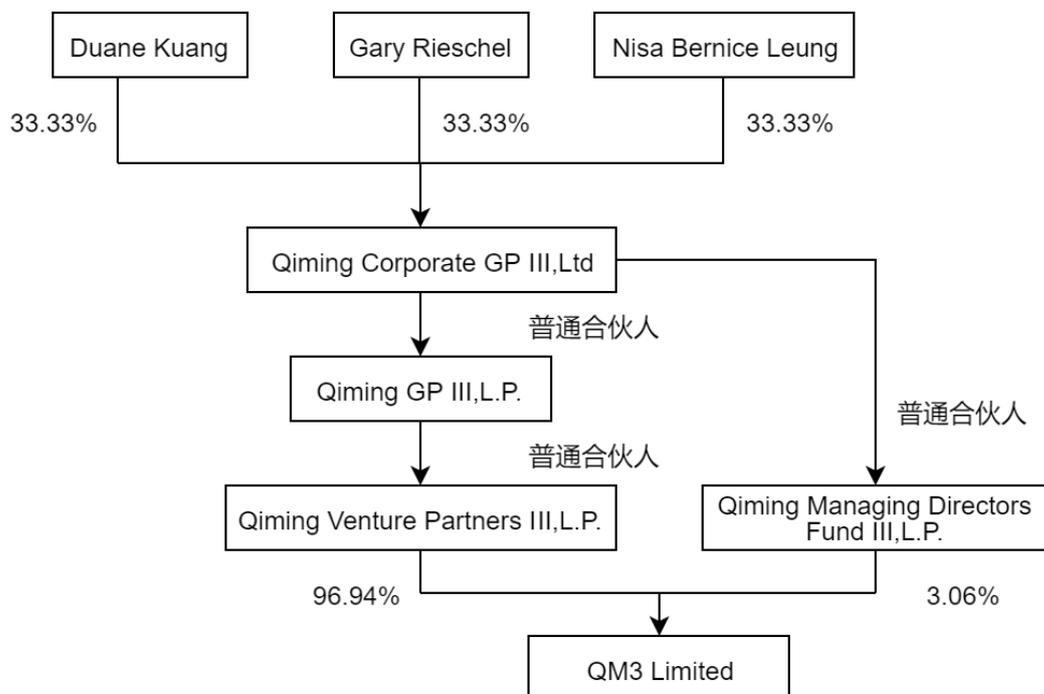 Duane Kuang
Gary Rieschel
Nisa Bernice Leung
33.33%
33.33%
33.33%
Qiming Corporate GP III,Ltd
普通合伙人
Qiming GP III,L.P.
普通合伙人
普通合伙人
Qiming Venture Partners III,L.P.
Qiming Managing Directors
Fund III,L.P.
96.94%
3.06%
QM3 Limited